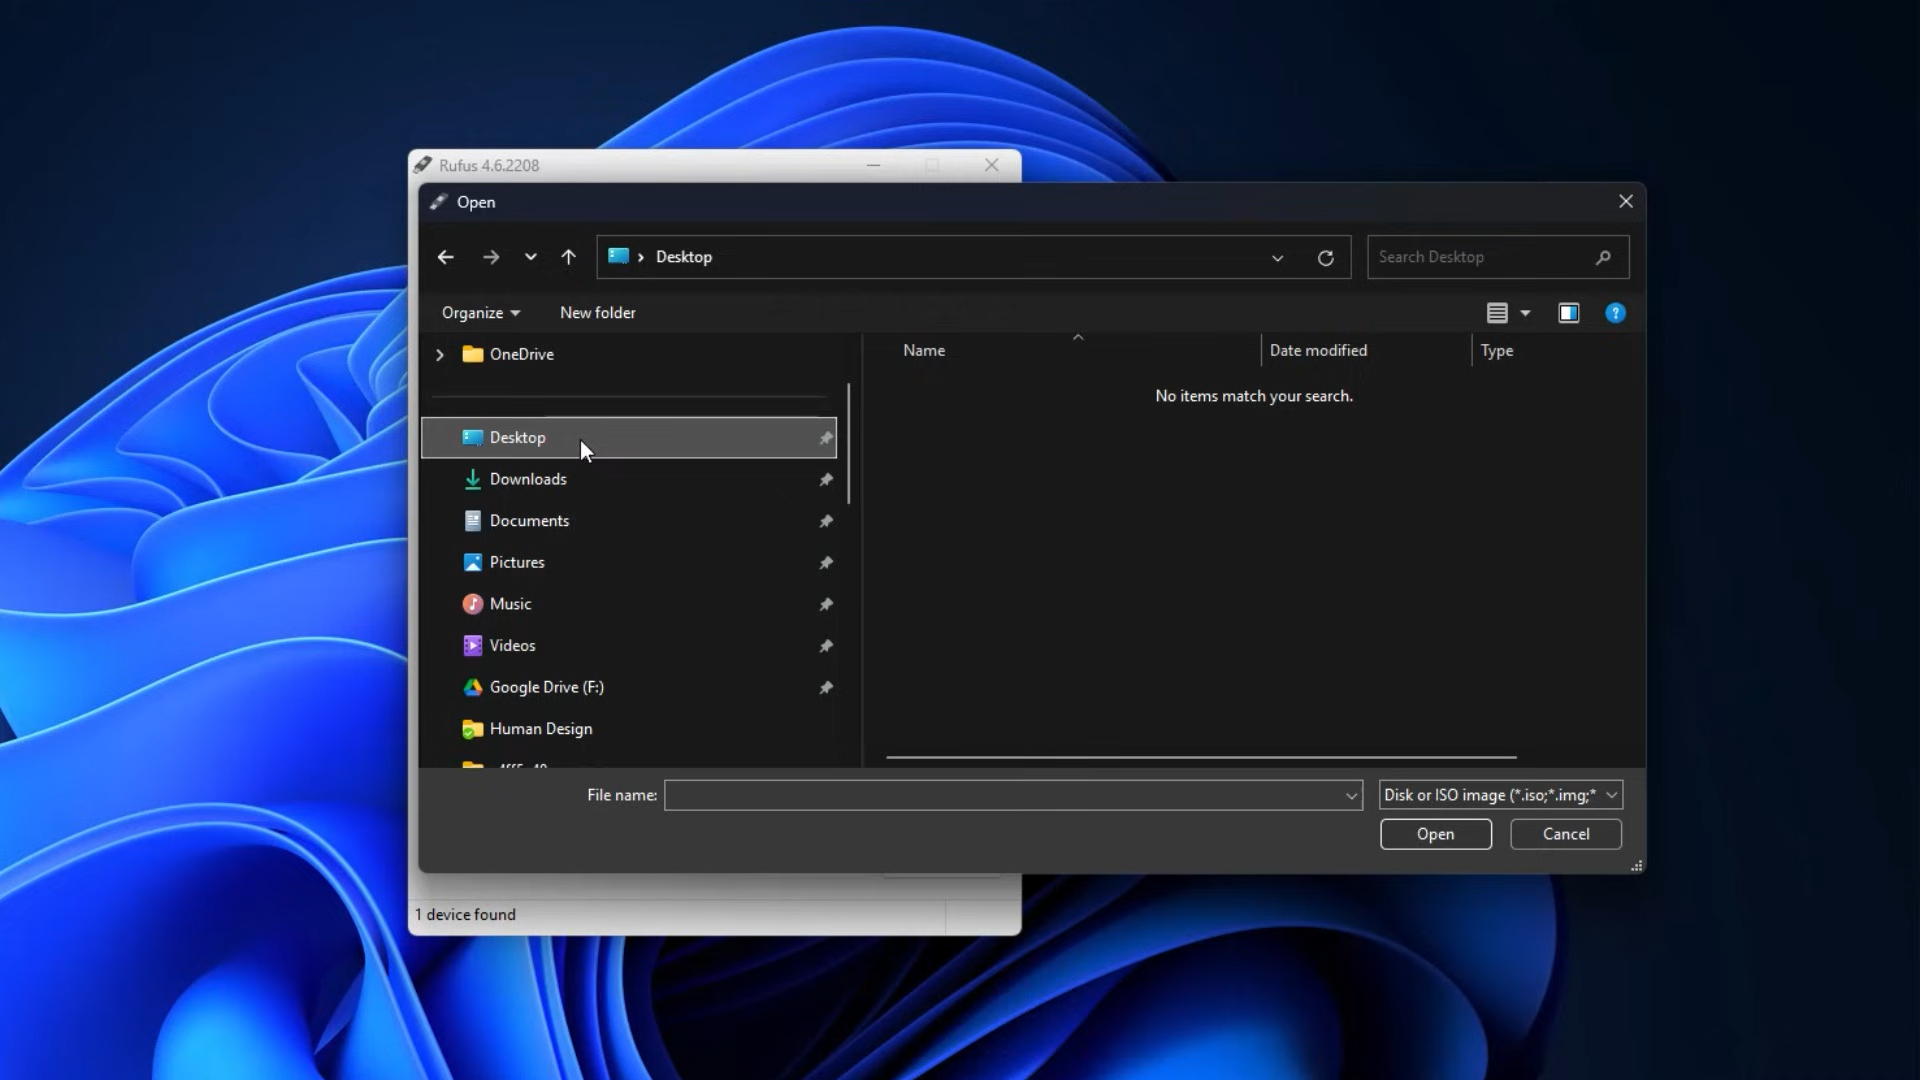 Rufus 4.6.2208
Open
Desktop
Search Desktop
Organize
New folder
OneDrive
Name
Date modified
Type
No items match your search.
Desktop
Downloads
Documents
Pictures
Music
Videos
Google Drive (F:)
Human Design
File name:
Disk or ISO image (*.iso;*.img;*
Open
Cancel
1 device found